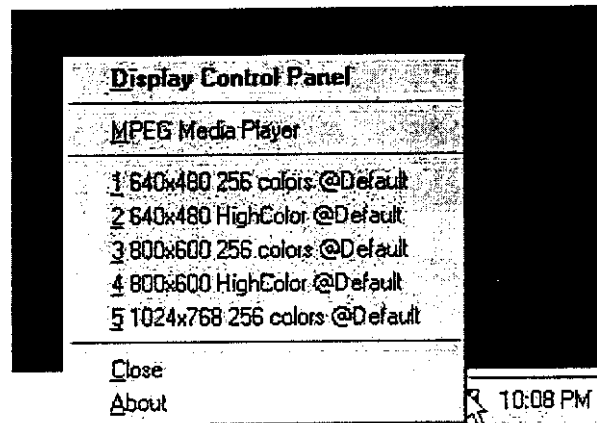 Display Control Panel
MPEG Media Player
1 640x480 256 colors @Default
2 640x480 HighColor @Default
3 800x600 256 colors @Default
4 800x600 HighColor @Default
5 1024x768 256 colors @Default
Close
About
10:08 PM